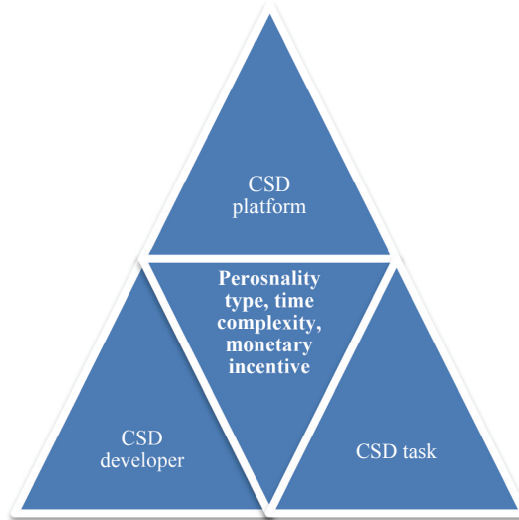 CSD
platform
Perosnality
type, time
complexity,
monetary
incentive
CSD
developer
CSD task